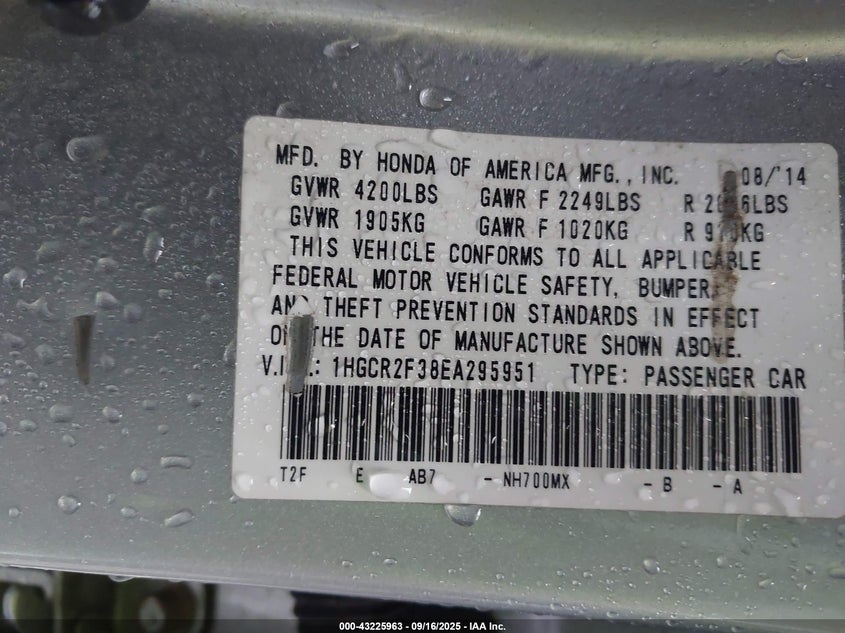 MFD. BY HONDA OF AMERICA MFG., INC. 08/'14
GVWR 4200LBS GAWR F 2249LBS
GVWR 1905KG GAWR F 1020KG
THIS VEHICLE CONFORMS TO ALL APPLICABLE
FEDERAL MOTOR VEHICLE SAFETY, BUMPER,
AND THEFT PREVENTION STANDARDS IN EFFECT
ON THE DATE OF MANUFACTURE SHOWN ABOVE.
V.I.N.: 1HGCR2F38EA295951 TYPE: PASSENGER CAR
T2F E AB7 - NH700MX - B - A
000-43225963 - 09/16/2025 - IAA Inc.